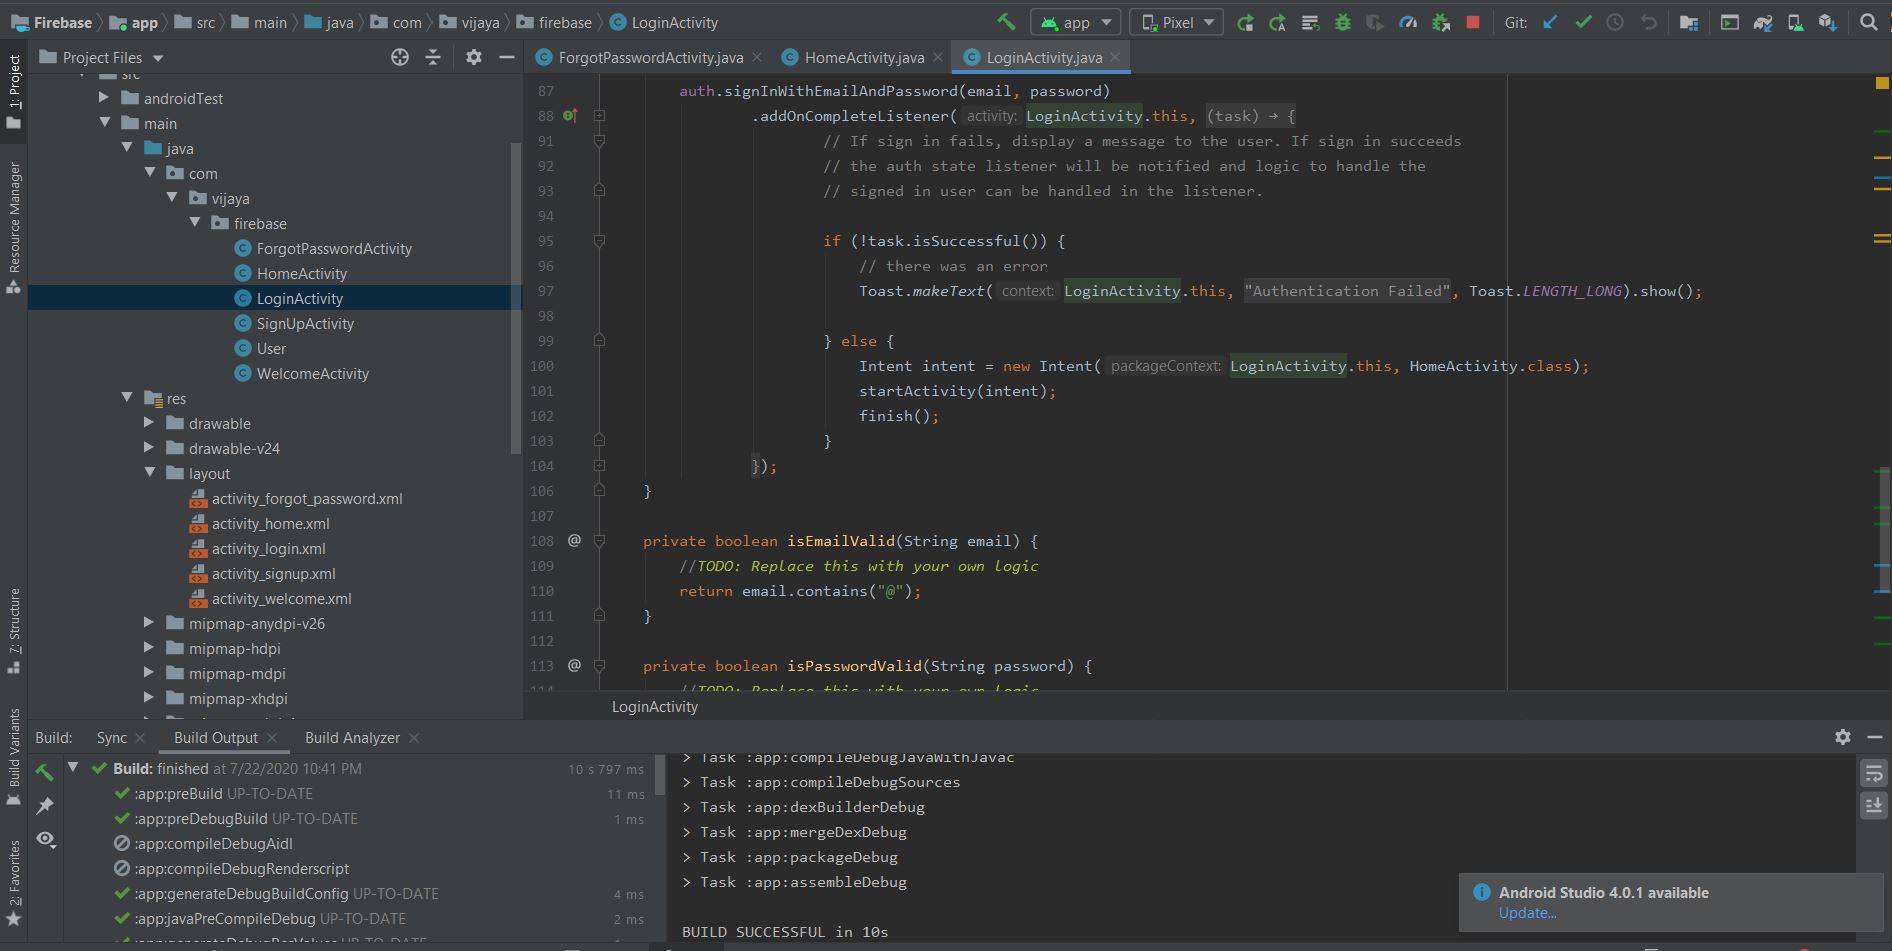 Firebase app src main java com vijaya firebase LoginActivity app Pixel Git:
1: Project
Resource Manager
7: Structure
Build Variants
2: Favorites
Project Files
src
androidTest
main
java
com
vijaya
firebase
ForgotPasswordActivity
HomeActivity
LoginActivity
SignUpActivity
User
WelcomeActivity
res
drawable
drawable-v24
layout
activity_forgot_password.xml
activity_home.xml
activity_login.xml
activity_signup.xml
activity_welcome.xml
mipmap-anydpi-v26
mipmap-hdpi
mipmap-mdpi
mipmap-xhdpi
ForgotPasswordActivity.java HomeActivity.java LoginActivity.java
87 auth.signInWithEmailAndPassword(email, password)
88 .addOnCompleteListener( activity: LoginActivity.this, (task) → {
91 // If sign in fails, display a message to the user. If sign in succeeds
92 // the auth state listener will be notified and logic to handle the
93 // signed in user can be handled in the listener.
94
95 if (!task.isSuccessful()) {
96 // there was an error
97 Toast.makeText( context: LoginActivity.this, "Authentication Failed", Toast.LENGTH_LONG).show();
98
99 } else {
100 Intent intent = new Intent( packageContext: LoginActivity.this, HomeActivity.class);
101 startActivity(intent);
102 finish();
103 }
104 });
106 }
107
108 @ private boolean isEmailValid(String email) {
109 //TODO: Replace this with your own logic
110 return email.contains("@");
111 }
112
113 @ private boolean isPasswordValid(String password) {
114 //TODO: Replace this with your own logic
LoginActivity
Build: Sync Build Output Build Analyzer
Build: finished at 7/22/2020 10:41 PM 10 s 797 ms
:app:preBuild UP-TO-DATE 11 ms
:app:preDebugBuild UP-TO-DATE 1 ms
:app:compileDebugAidl
:app:compileDebugRenderscript
:app:generateDebugBuildConfig UP-TO-DATE 4 ms
:app:javaPreCompileDebug UP-TO-DATE 2 ms
:app:generateDebugResValues UP-TO-DATE
> Task :app:compileDebugJavaWithJavac
> Task :app:compileDebugSources
> Task :app:dexBuilderDebug
> Task :app:mergeDexDebug
> Task :app:packageDebug
> Task :app:assembleDebug
BUILD SUCCESSFUL in 10s
Android Studio 4.0.1 available
Update...